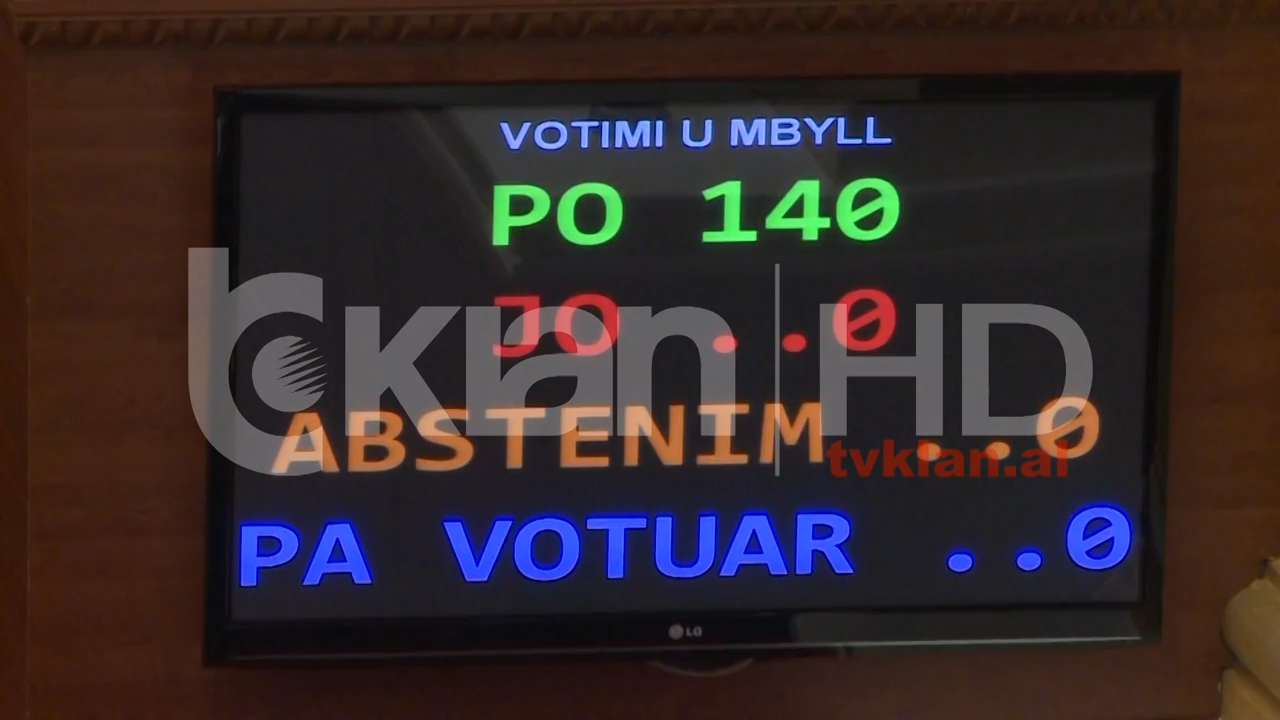 VOTIMI U MBYLL
PO 140
JO ..0
ABSTENIM ..0
PA VOTUAR ..0
klan HD
tvklan.al
LG